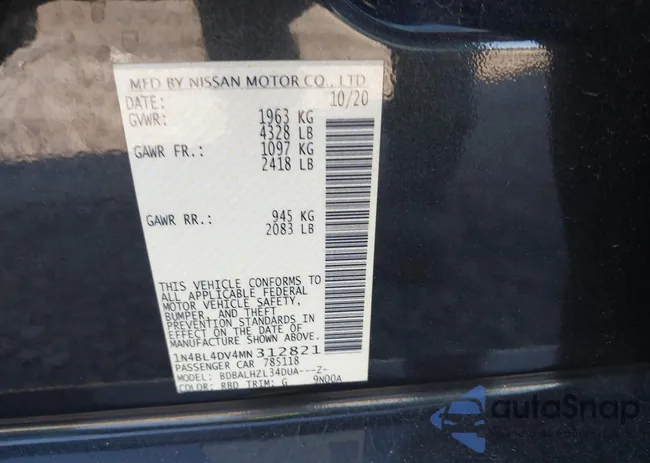 MFD BY NISSAN MOTOR CO., LTD.
DATE: 10/20
GVWR: 1963 KG
4328 LB
GAWR FR.: 1097 KG
2418 LB
GAWR RR.: 945 KG
2083 LB
THIS VEHICLE CONFORMS TO
ALL APPLICABLE FEDERAL
MOTOR VEHICLE SAFETY,
BUMPER, AND THEFT
PREVENTION STANDARDS IN
EFFECT ON THE DATE OF
MANUFACTURE SHOWN ABOVE.
1N4BL4DV4MN312821
PASSENGER CAR 785118
MODEL: BDBALHZL34DUA---Z-
COLOR: RBD TRIM: G 9N00A
autoSnap